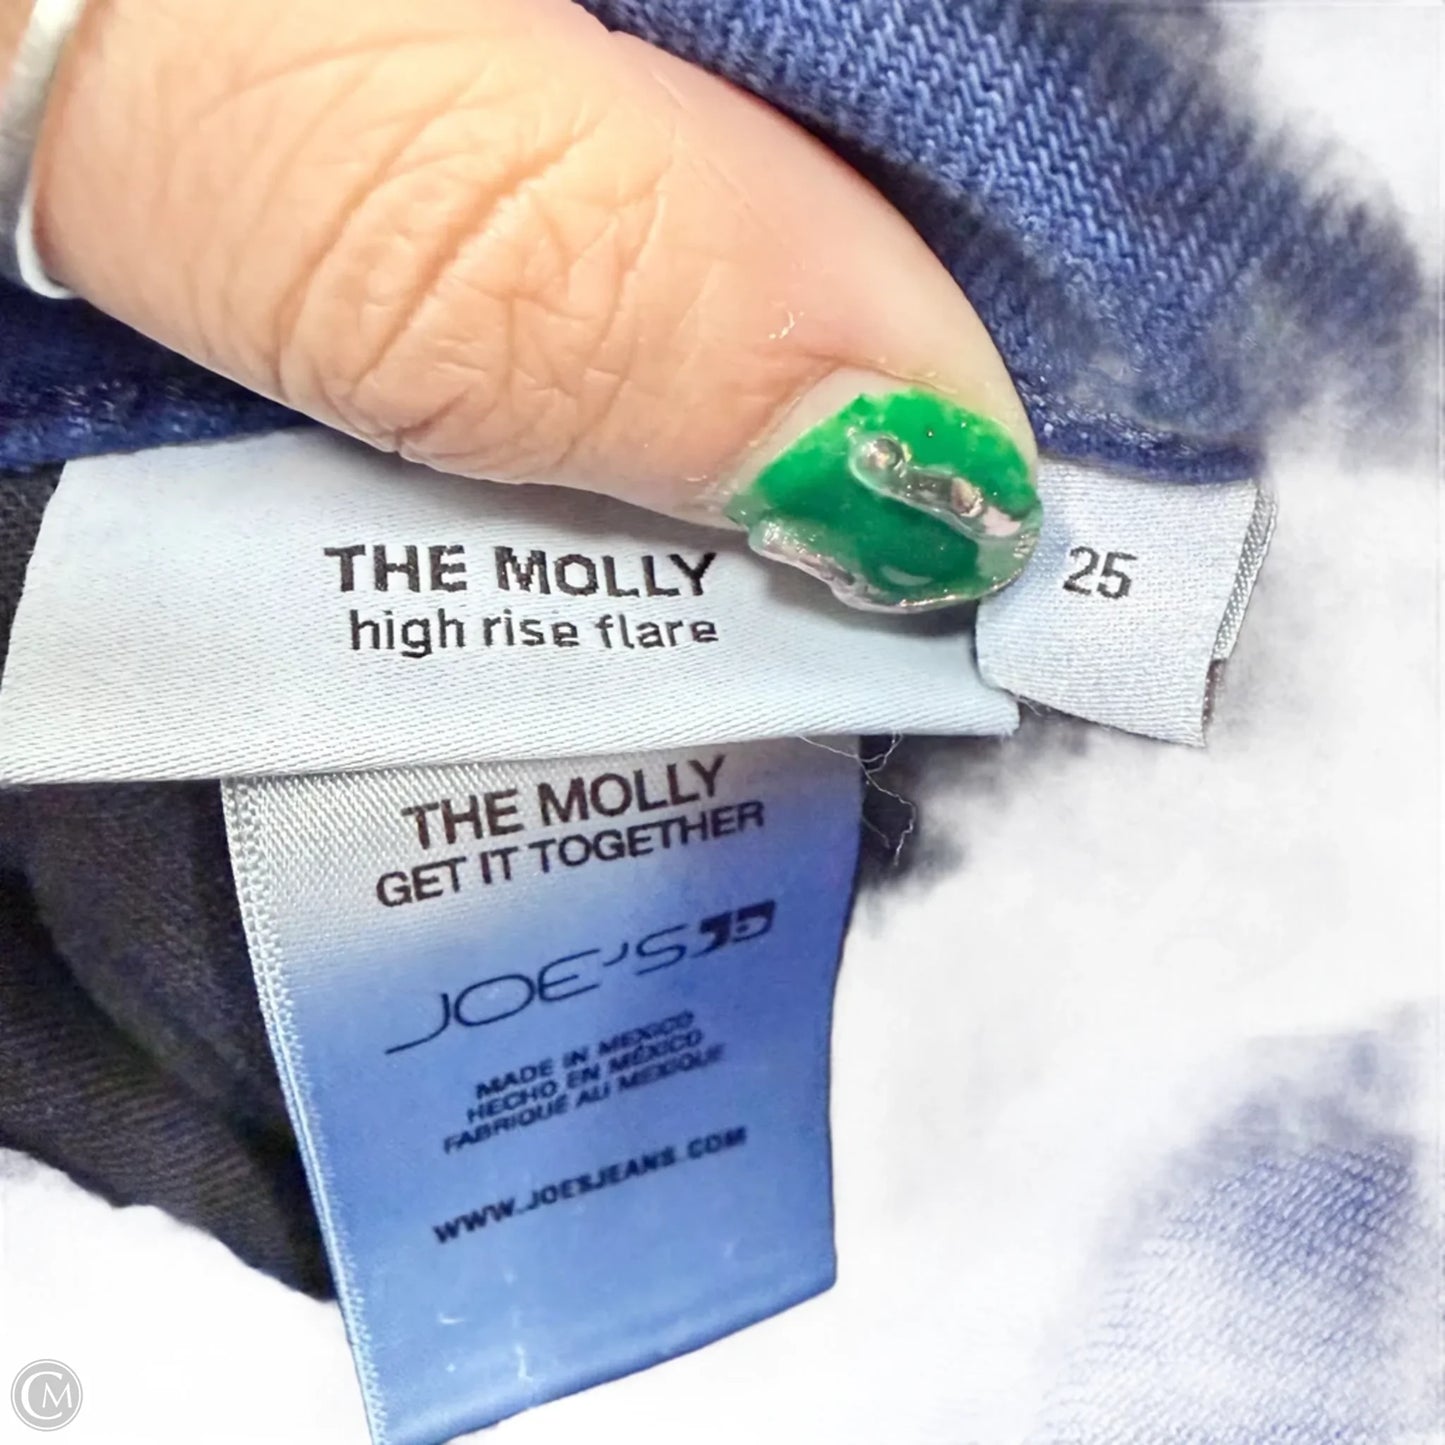 THE MOLLY
high rise flare
25
THE MOLLY
GET IT TOGETHER
JOE'S
MADE IN MEXICO
HECHO EN MÉXICO
FABRIQUÉ AU MEXIQUE
WWW.JOESJEANS.COM
CM